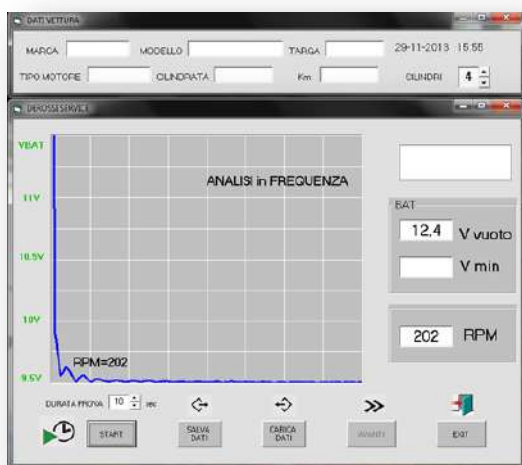 DATI VETTURA
MARCA MODELLO TARGA 29-11-2013 15:55
TIPO MOTORE CILINDRATA Km CILINDRI 4
DEROSSISERVICE
VBAT
ANALISI in FREQUENZA
11V
BAT
12,4 V vuoto
10.5V
V min
10V
202 RPM
RPM=202
9.5V
DURATA PROVA 10 sec
START SALVA DATI CARICA DATI AVANTI EXIT